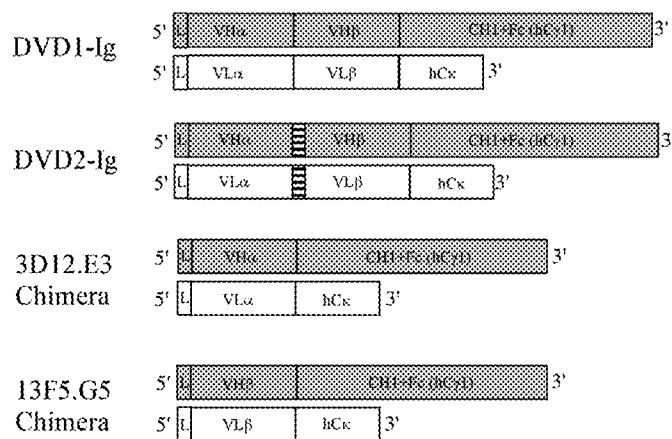 DVD1-Ig
5' L VHα VHβ CH1+Fc (hCγ1) 3'
5' L VLα VLβ hCκ 3'
DVD2-Ig
5' L VHα VHβ CH1+Fc (hCγ1) 3'
5' L VLα VLβ hCκ 3'
3D12.E3
Chimera
5' L VHα CH1+Fc (hCγ1) 3'
5' L VLα hCκ 3'
13F5.G5
Chimera
5' L VHβ CH1+Fc (hCγ1) 3'
5' L VLβ hCκ 3'